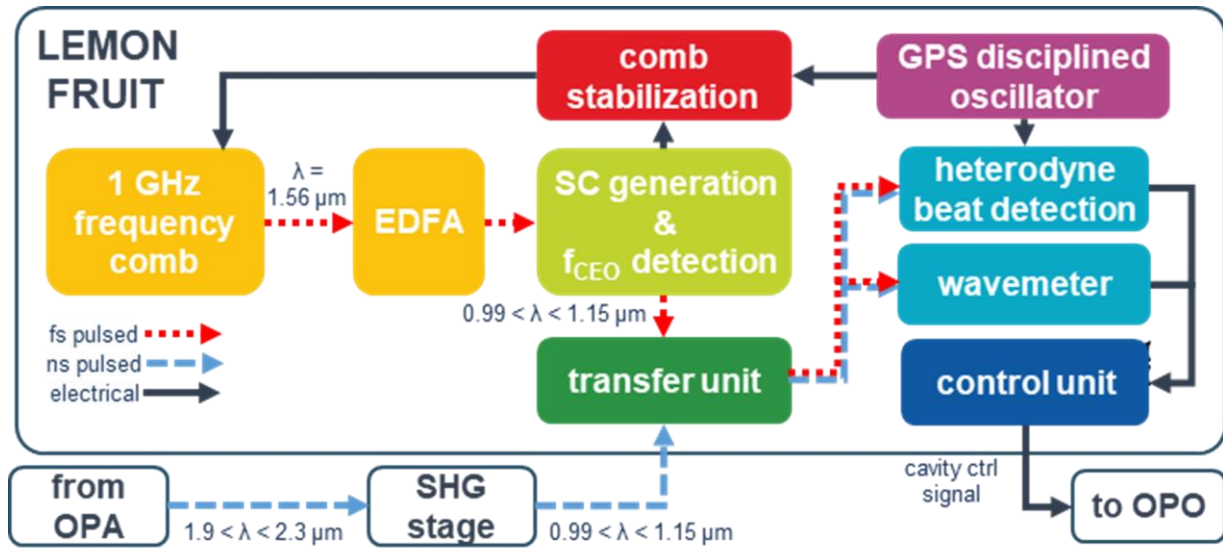 LEMON
FRUIT
comb
stabilization
GPS disciplined
oscillator
1 GHz
frequency
comb
λ =
1.56 µm
EDFA
SC generation
&
fCEO detection
heterodyne
beat detection
wavemeter
0.99 < λ < 1.15 µm
fs pulsed
ns pulsed
electrical
transfer unit
control unit
from
OPA
1.9 < λ < 2.3 µm
SHG
stage
0.99 < λ < 1.15 µm
cavity ctrl
signal
to OPO